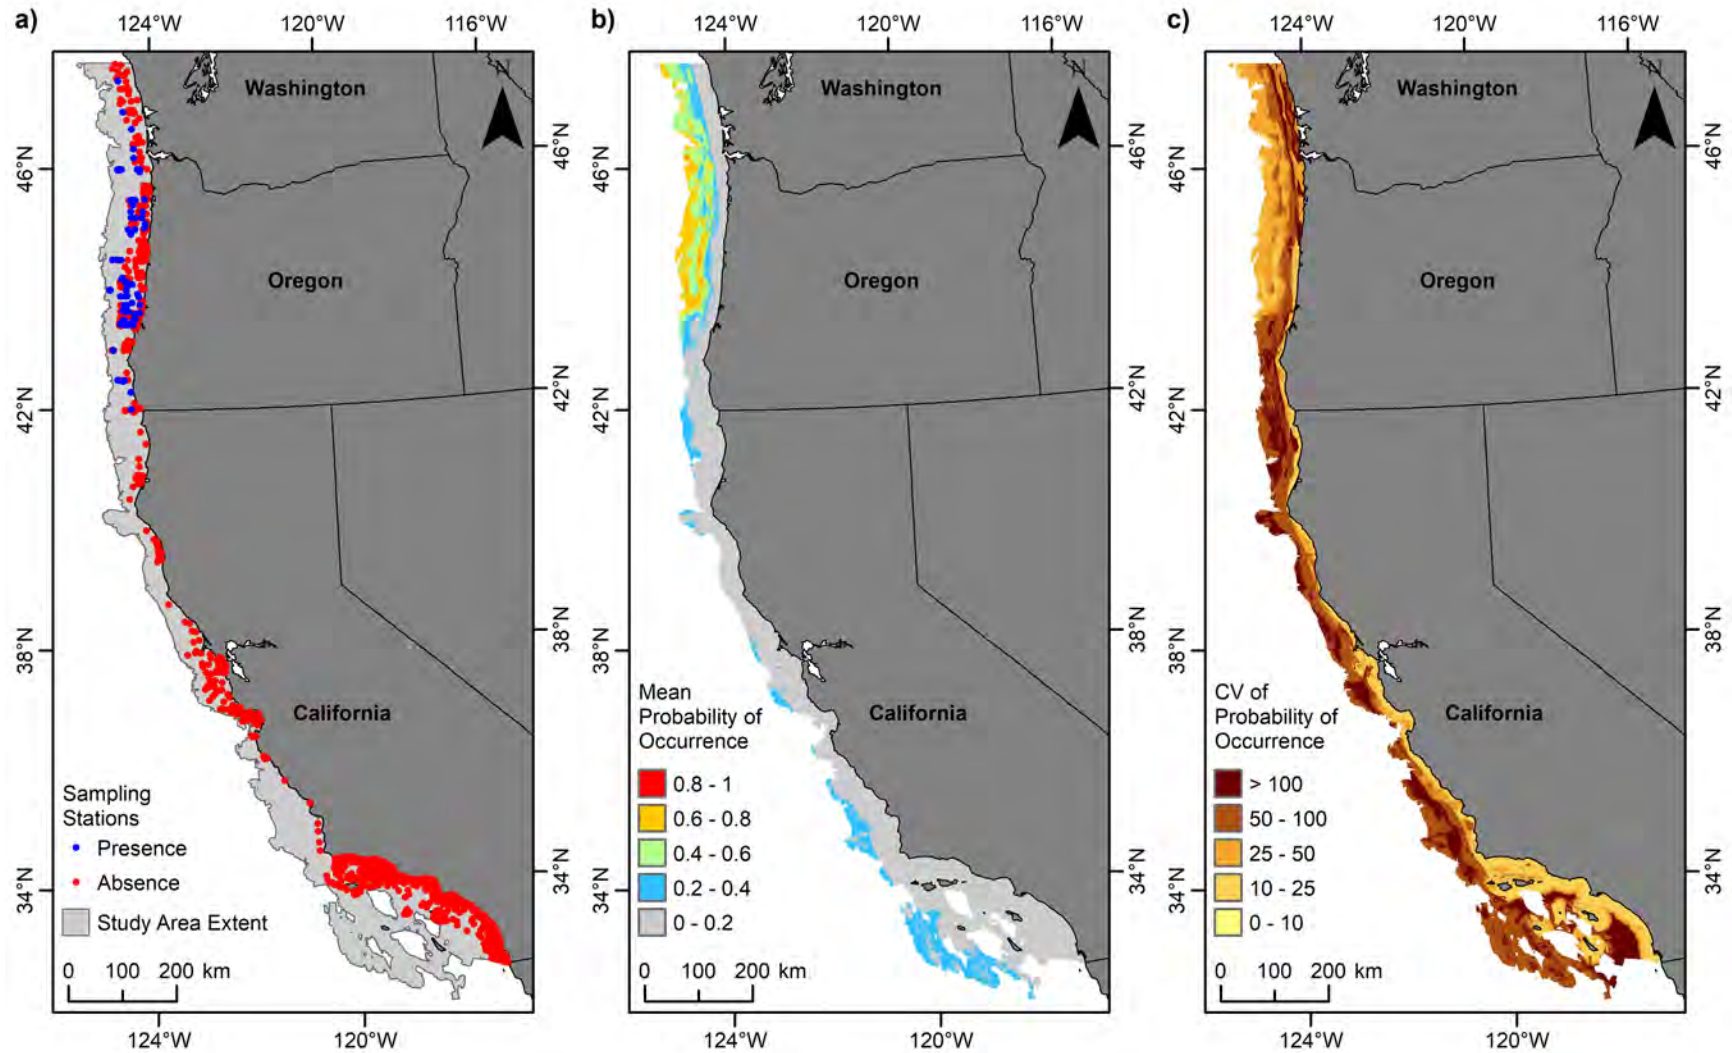 a)
124°W
120°W
116°W
Washington
46°N
46°N
Oregon
42°N
42°N
38°N
38°N
California
Sampling
Stations
Presence
Absence
Study Area Extent
34°N
34°N
0 100 200 km
124°W
120°W
b)
124°W
120°W
116°W
Washington
46°N
46°N
Oregon
42°N
42°N
38°N
38°N
California
Mean
Probability of
Occurrence
0.8 - 1
0.6 - 0.8
0.4 - 0.6
0.2 - 0.4
0 - 0.2
34°N
34°N
0 100 200 km
124°W
120°W
c)
124°W
120°W
116°W
Washington
46°N
46°N
Oregon
42°N
42°N
38°N
38°N
California
CV of
Probability of
Occurrence
> 100
50 - 100
25 - 50
10 - 25
0 - 10
34°N
34°N
0 100 200 km
124°W
120°W